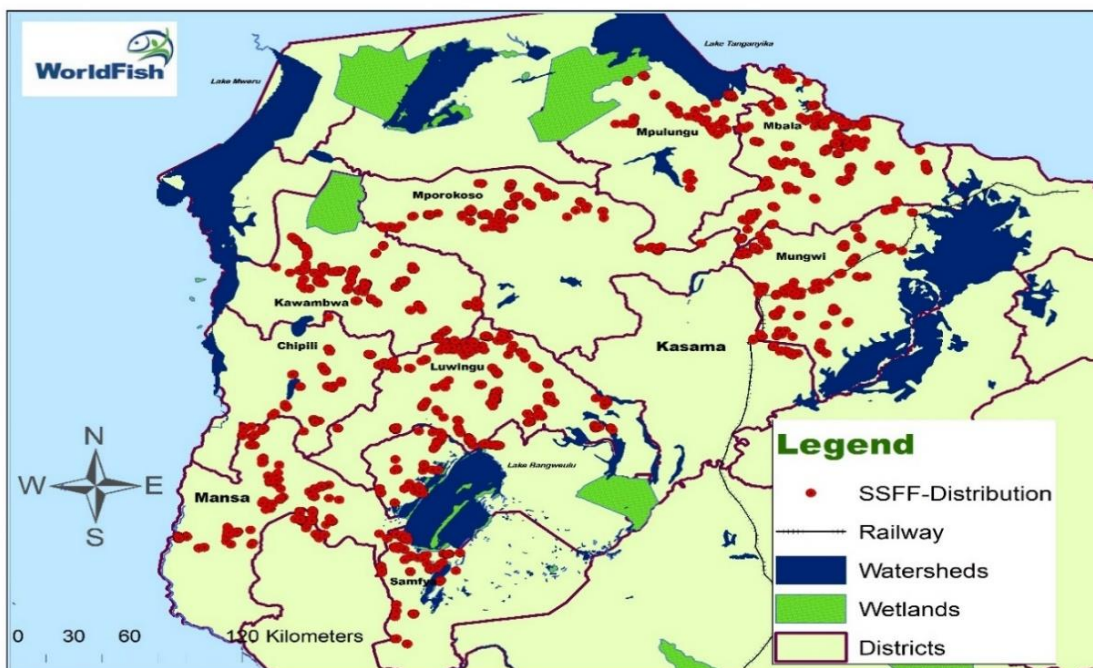 WorldFish
Lake Mweru
Lake Tanganyika
Mpulungu
Mbala
Mporokoso
Mungwi
Kawambwa
Chipili
Kasama
Luwingu
Lake Bangweulu
Mansa
Samfya
N
W E
S
0 30 60 120 Kilometers
Legend
SSFF-Distribution
Railway
Watersheds
Wetlands
Districts